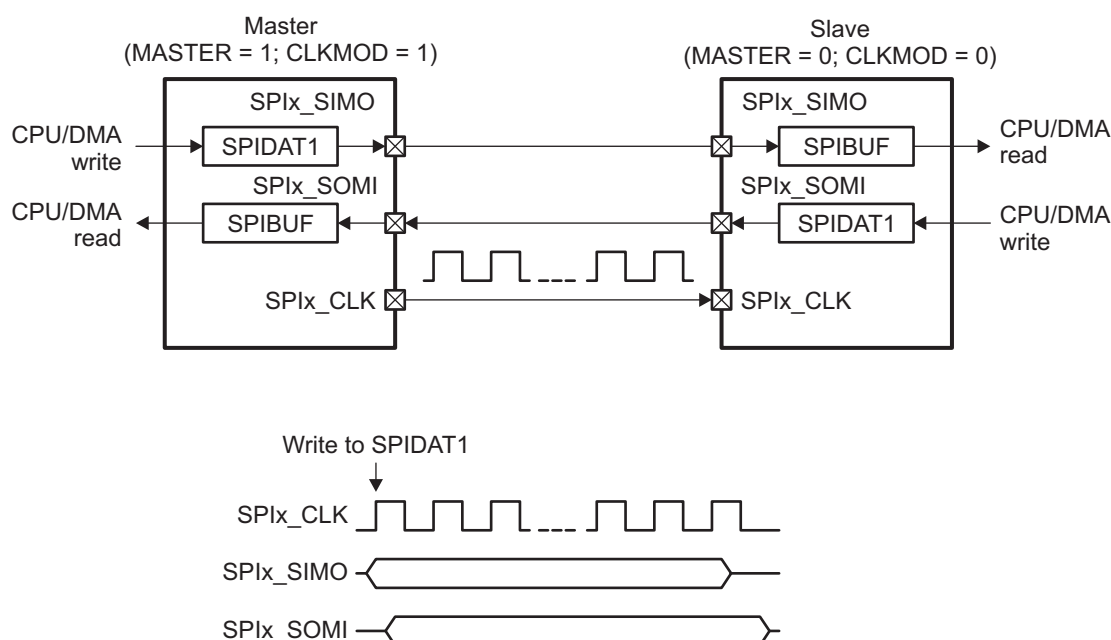 Master
(MASTER = 1; CLKMOD = 1)
Slave
(MASTER = 0; CLKMOD = 0)
SPIx_SIMO
SPIx_SIMO
CPU/DMA
write
SPIDAT1
SPIBUF
CPU/DMA
read
SPIx_SOMI
SPIx_SOMI
CPU/DMA
read
SPIBUF
SPIDAT1
CPU/DMA
write
SPIx_CLK
SPIx_CLK
Write to SPIDAT1
SPIx_CLK
SPIx_SIMO
SPIx_SOMI